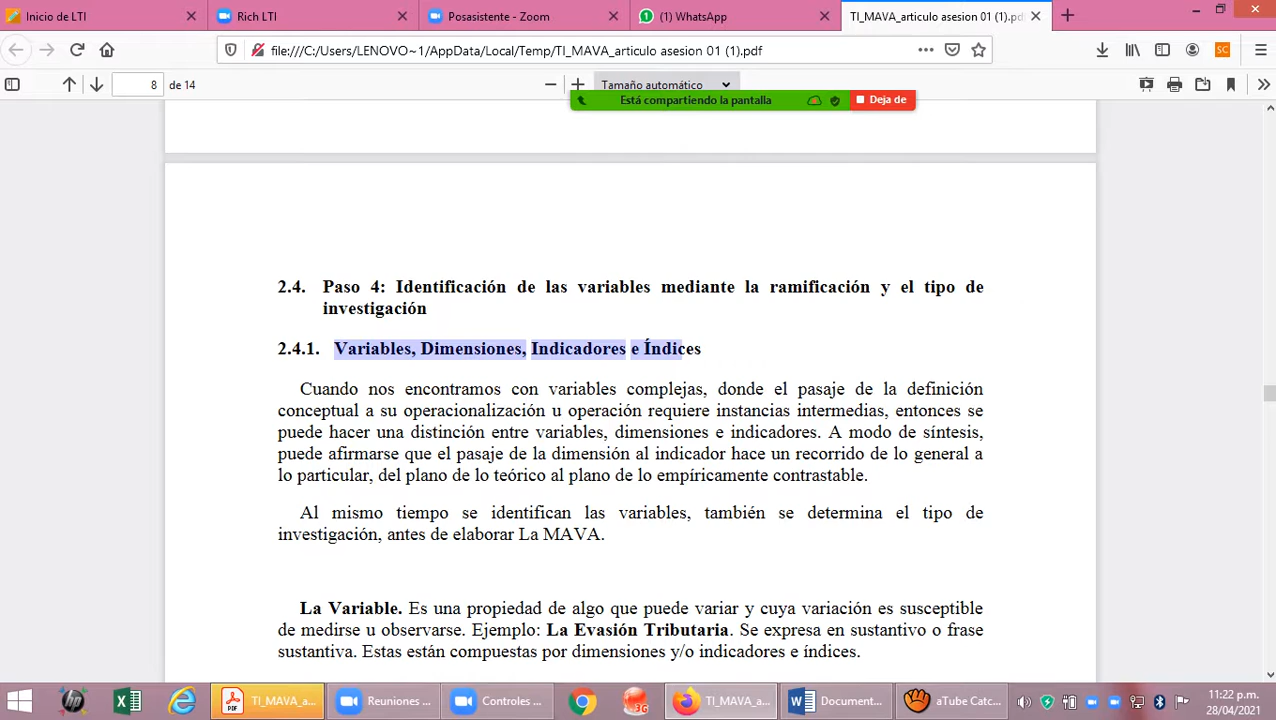 Inicio de LTI
Rich LTI
Posasistente - Zoom
(1) WhatsApp
TI_MAVA_articulo asesion 01 (1).pdf
file:///C:/Users/LENOVO~1/AppData/Local/Temp/TI_MAVA_articulo asesion 01 (1).pdf
SC
8 de 14
Tamaño automático
Está compartiendo la pantalla
Deja de
2.4. Paso 4: Identificación de las variables mediante la ramificación y el tipo de
investigación
2.4.1. Variables, Dimensiones, Indicadores e Índices
Cuando nos encontramos con variables complejas, donde el pasaje de la definición
conceptual a su operacionalización u operación requiere instancias intermedias, entonces se
puede hacer una distinción entre variables, dimensiones e indicadores. A modo de síntesis,
puede afirmarse que el pasaje de la dimensión al indicador hace un recorrido de lo general a
lo particular, del plano de lo teórico al plano de lo empíricamente contrastable.
Al mismo tiempo se identifican las variables, también se determina el tipo de
investigación, antes de elaborar La MAVA.
La Variable. Es una propiedad de algo que puede variar y cuya variación es susceptible
de medirse u observarse. Ejemplo: La Evasión Tributaria. Se expresa en sustantivo o frase
sustantiva. Estas están compuestas por dimensiones y/o indicadores e índices.
TI_MAVA_a...
Reuniones ...
Controles ...
TI_MAVA_a...
Document...
aTube Catc...
11:22 p.m.
28/04/2021